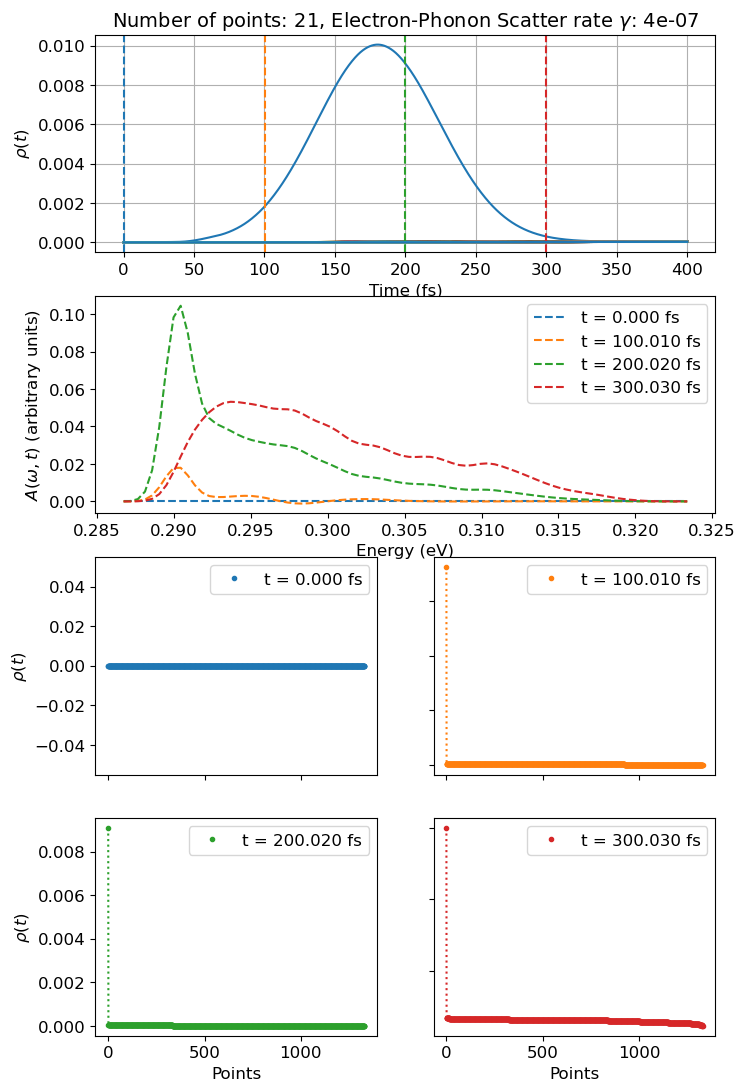 Number of points: 21, Electron-Phonon Scatter rate γ: 4e-07
0.010
0.008
0.006
0.004
0.002
0.000
ρ(t)
0 50 100 150 200 250 300 350 400
Time (fs)
0.10
0.08
0.06
0.04
0.02
0.00
A(ω, t) (arbitrary units)
t = 0.000 fs
t = 100.010 fs
t = 200.020 fs
t = 300.030 fs
0.285 0.290 0.295 0.300 0.305 0.310 0.315 0.320 0.325
Energy (eV)
0.04
0.02
0.00
−0.02
−0.04
ρ(t)
t = 0.000 fs
t = 100.010 fs
0.008
0.006
0.004
0.002
0.000
ρ(t)
t = 200.020 fs
0 500 1000
Points
t = 300.030 fs
0 500 1000
Points